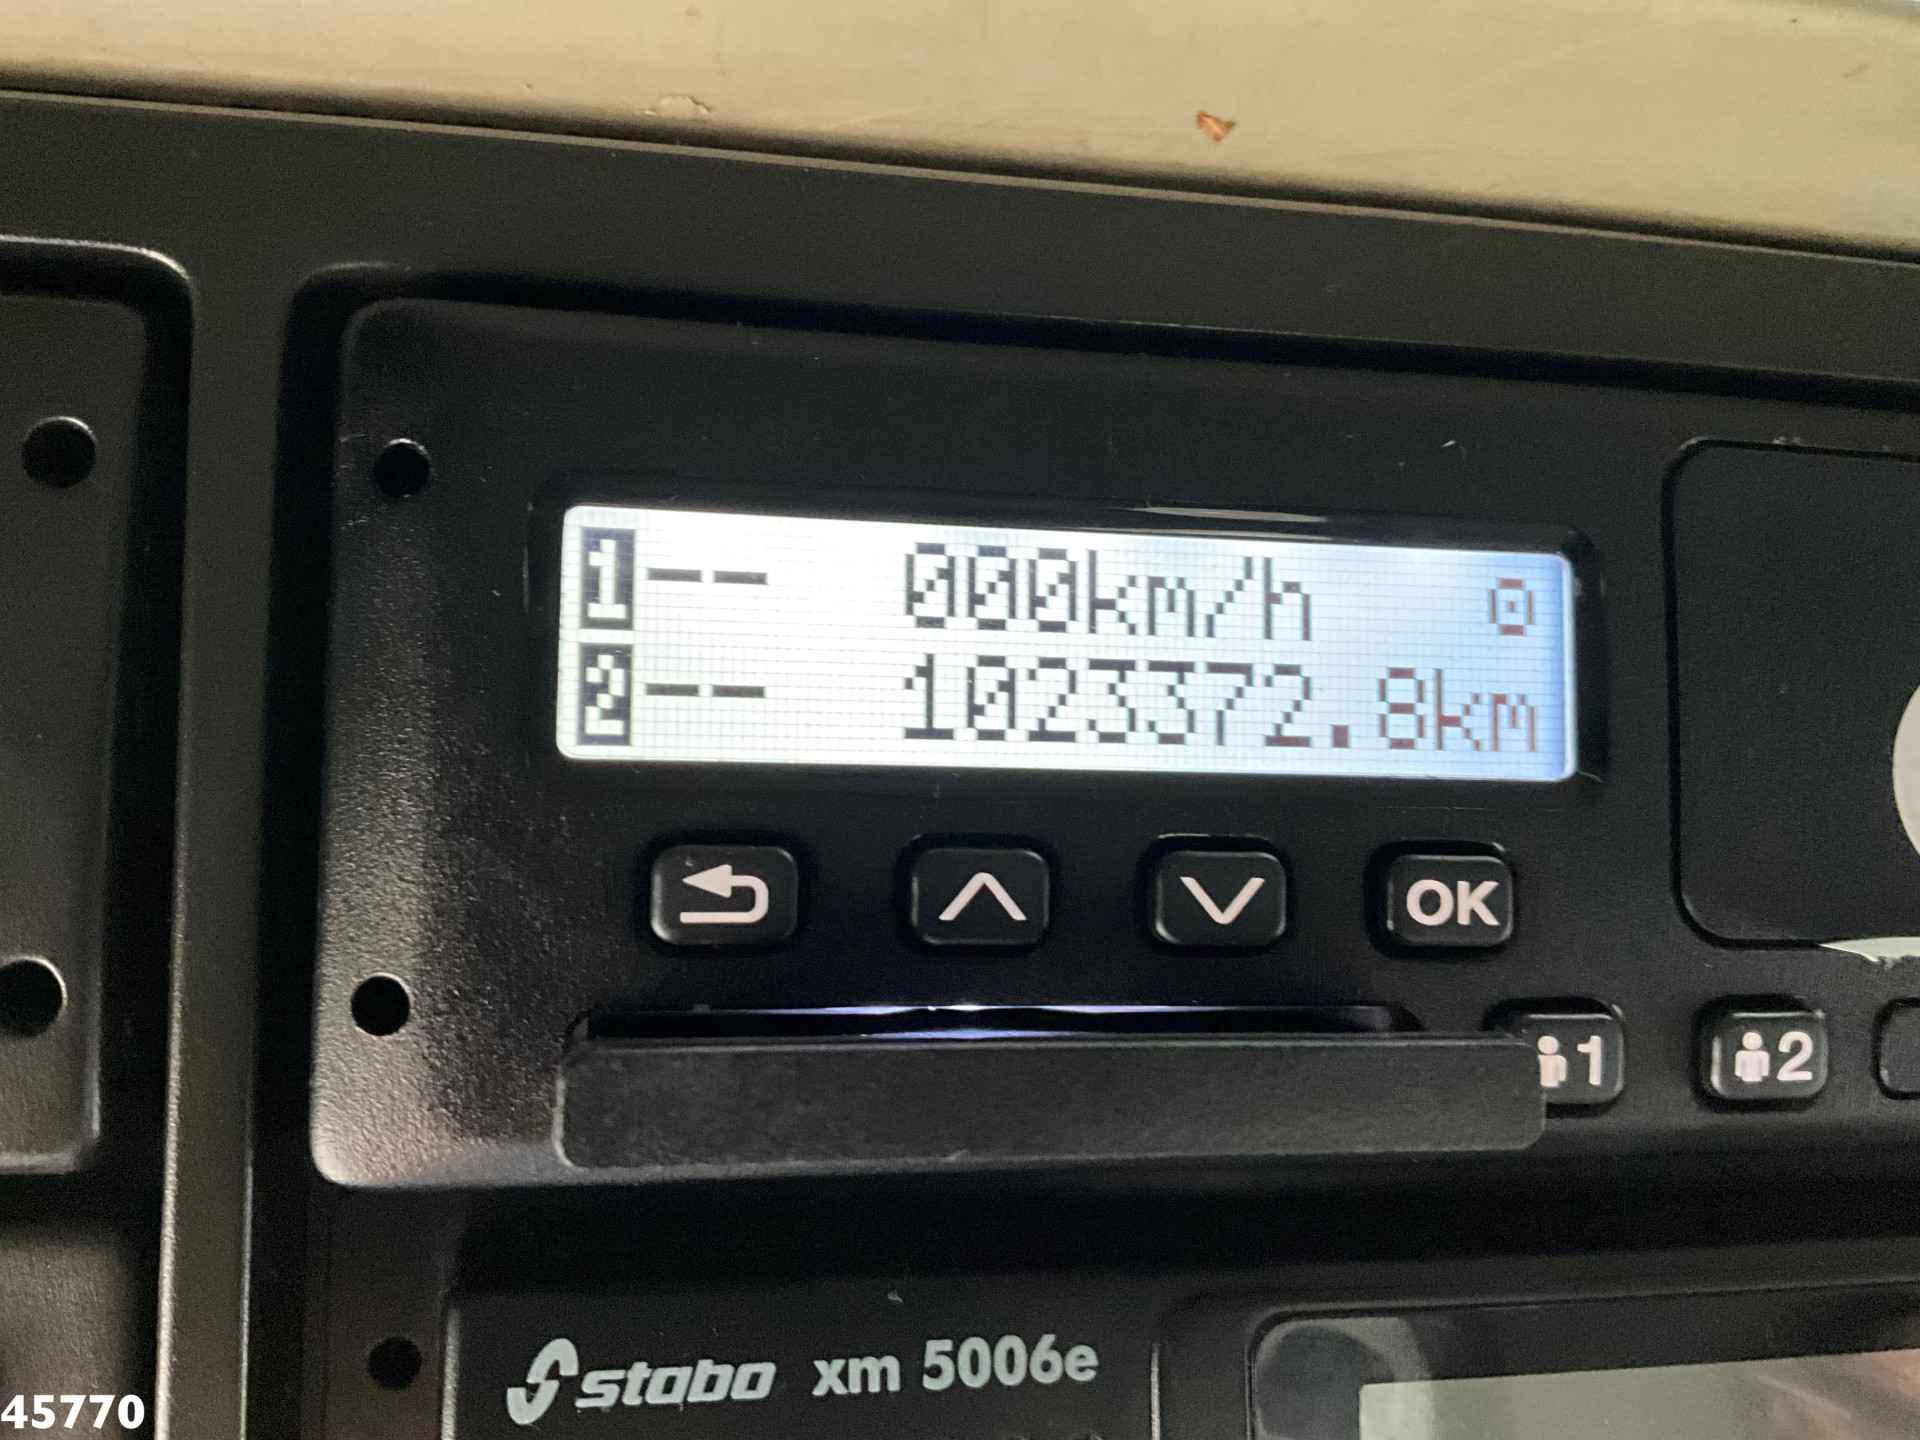 1 -- 000km/h
2 -- 1023372.8km
OK
1 2
stabo xm 5006e
45770